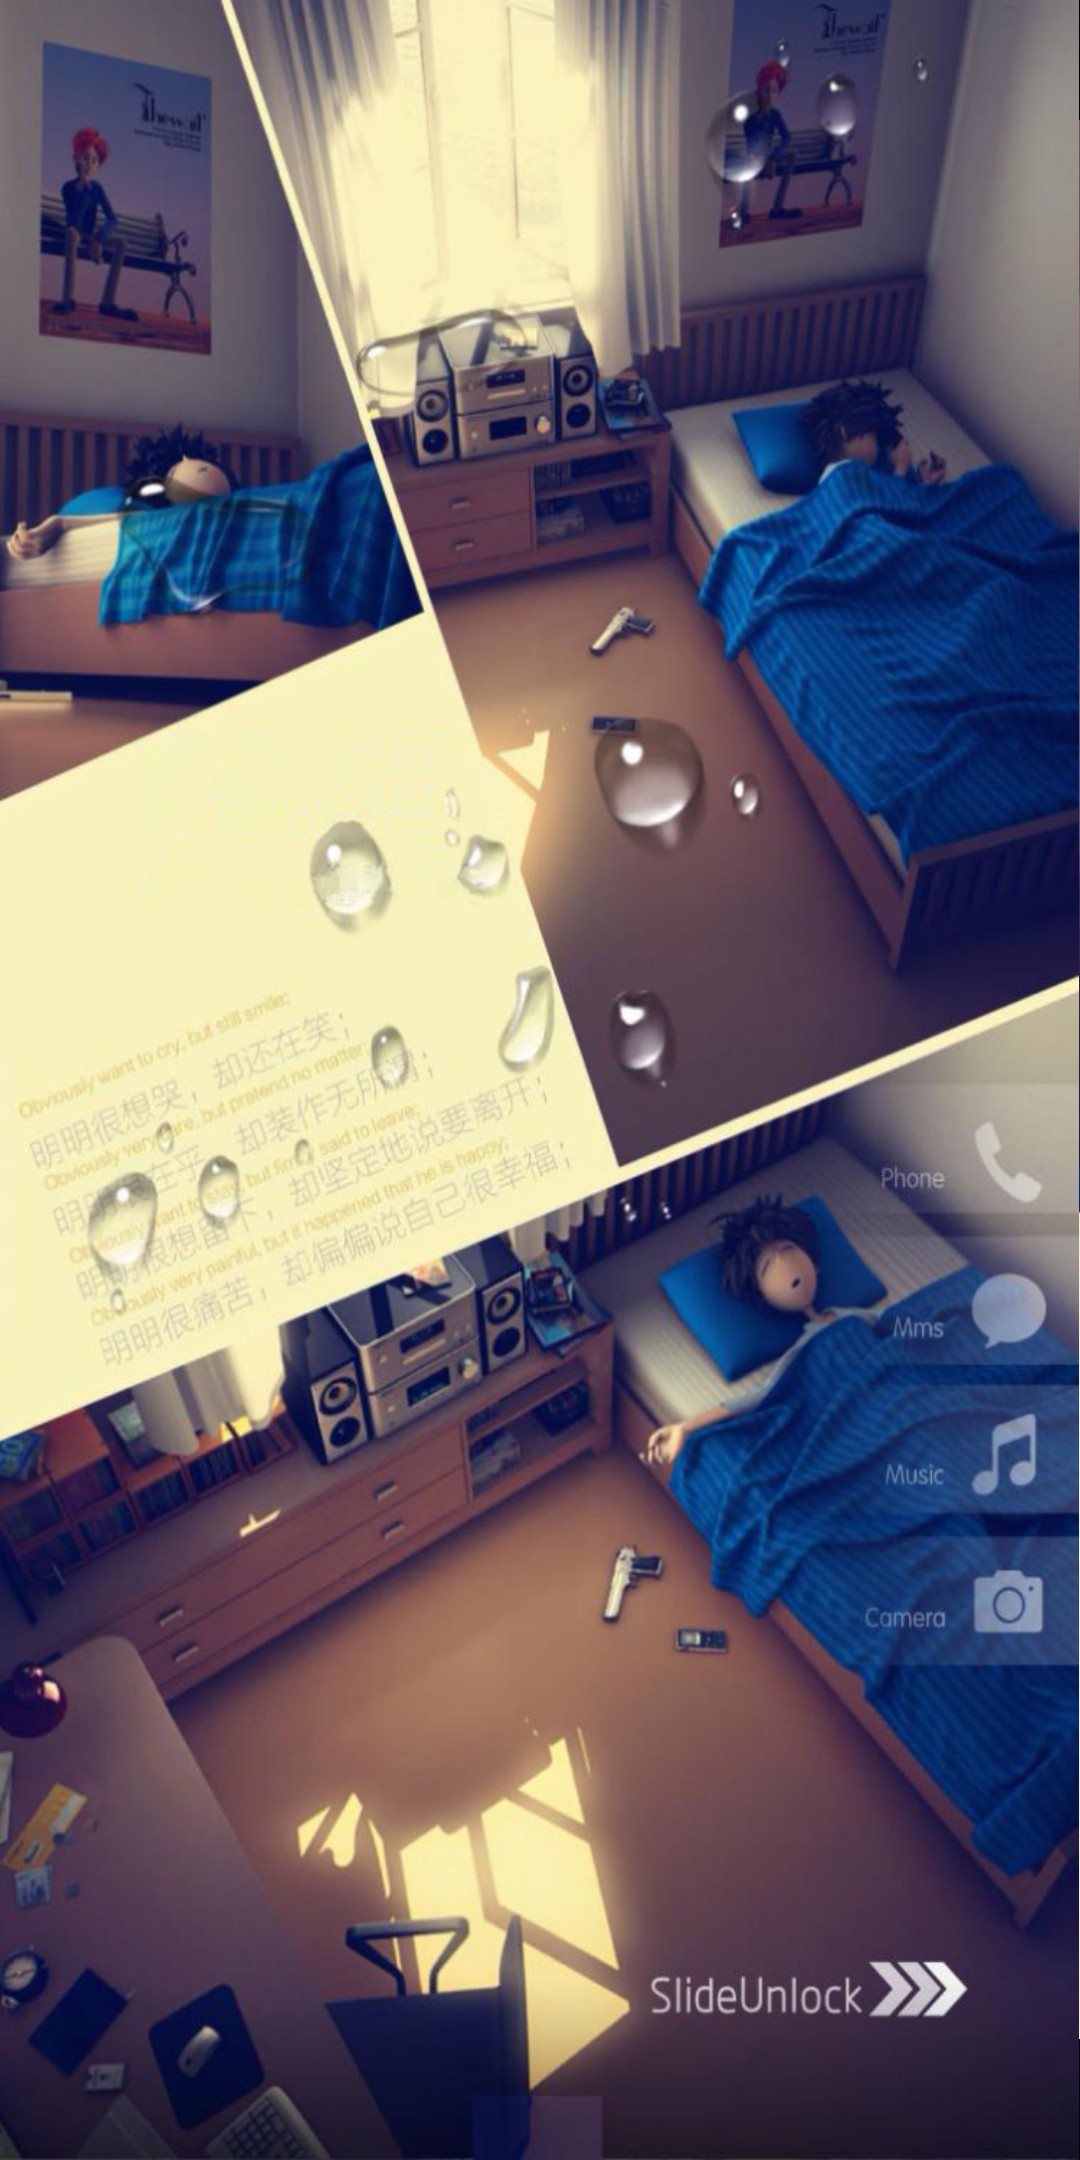 Thewall
Thewall
Obviously want to cry, but still smile;
明明很想哭，却还在笑；
Obviously very care, but pretend no matter
明明 在乎，却装作无所谓；
Obviously want to stay, but firmly said to leave;
明明很想留下，却坚定地说要离开；
Obviously very painful, but it happened that he is happy;
明明很痛苦，却偏偏说自己很幸福；
Phone
Mms
Music
Camera
SlideUnlock